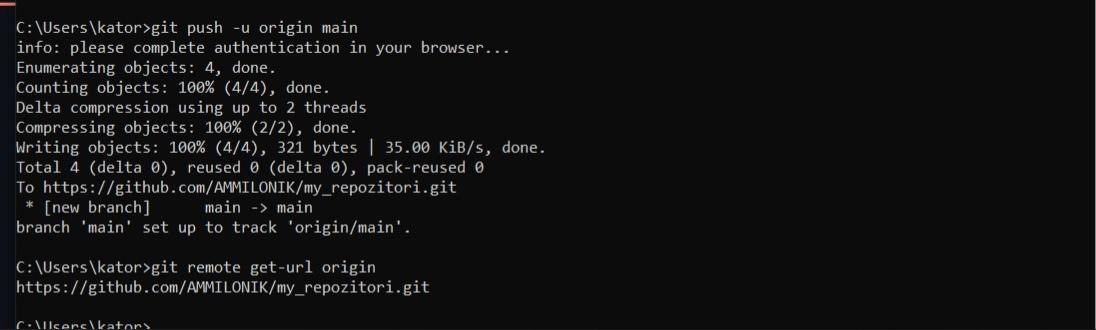 C:\Users\kator>git push -u origin main
info: please complete authentication in your browser...
Enumerating objects: 4, done.
Counting objects: 100% (4/4), done.
Delta compression using up to 2 threads
Compressing objects: 100% (2/2), done.
Writing objects: 100% (4/4), 321 bytes | 35.00 KiB/s, done.
Total 4 (delta 0), reused 0 (delta 0), pack-reused 0
To https://github.com/AMMILONIK/my_repozitori.git
 * [new branch]      main -> main
branch 'main' set up to track 'origin/main'.
C:\Users\kator>git remote get-url origin
https://github.com/AMMILONIK/my_repozitori.git
C:\Users\kator>